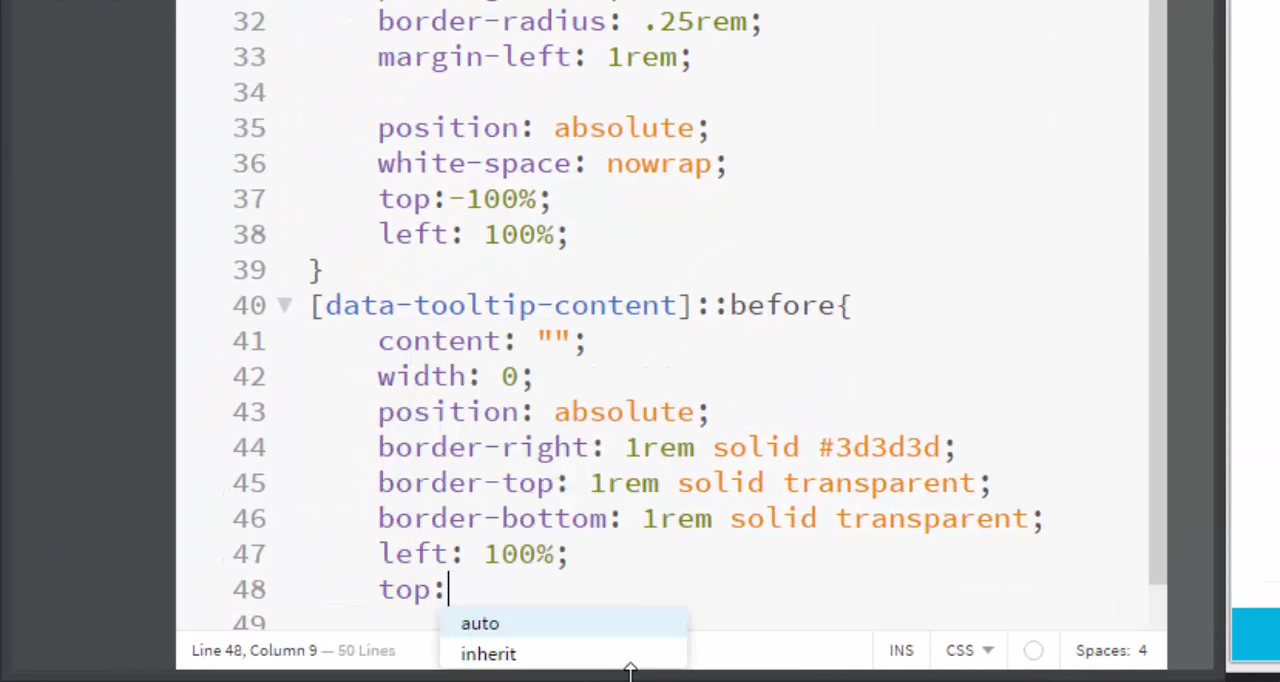 32 border-radius: .25rem;
33 margin-left: 1rem;
34
35 position: absolute;
36 white-space: nowrap;
37 top:-100%;
38 left: 100%;
39 }
40 [data-tooltip-content]::before{
41 content: "";
42 width: 0;
43 position: absolute;
44 border-right: 1rem solid #3d3d3d;
45 border-top: 1rem solid transparent;
46 border-bottom: 1rem solid transparent;
47 left: 100%;
48 top:
49
auto
inherit
Line 48, Column 9 — 50 Lines INS CSS Spaces: 4